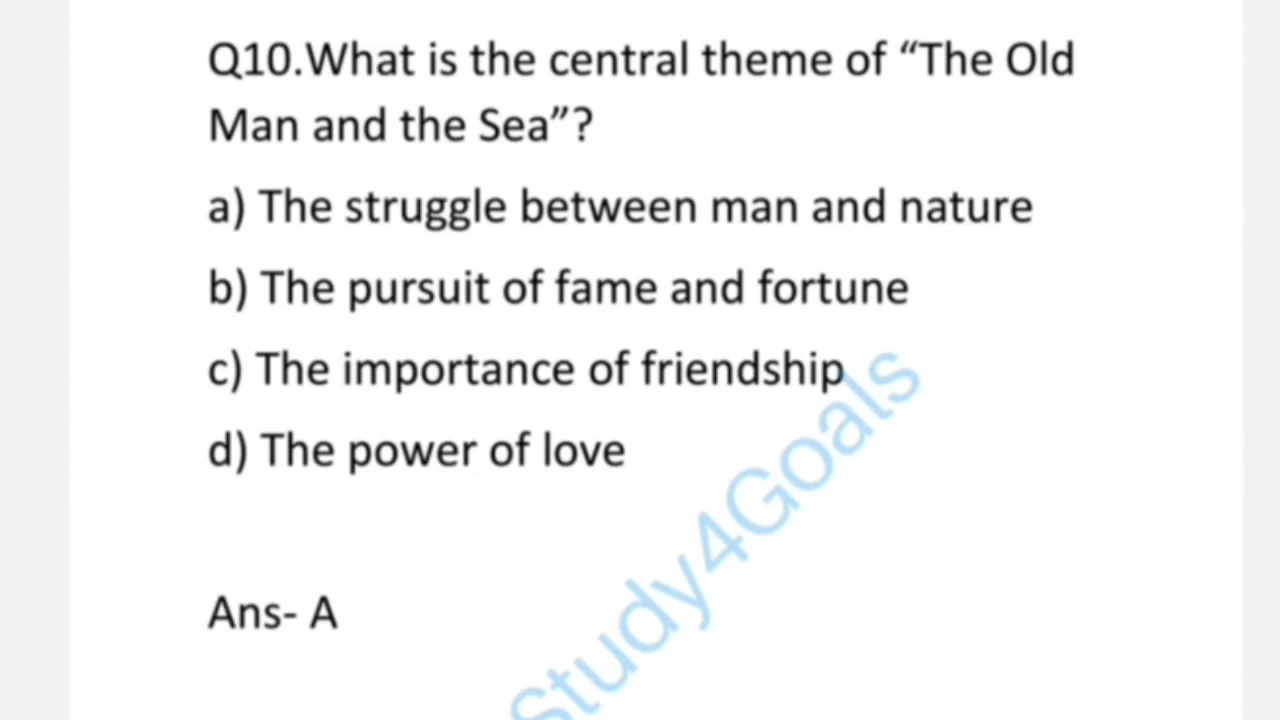 Q10.What is the central theme of “The Old
Man and the Sea”?
a) The struggle between man and nature
b) The pursuit of fame and fortune
c) The importance of friendship
d) The power of love
Ans- A
Study4Goals